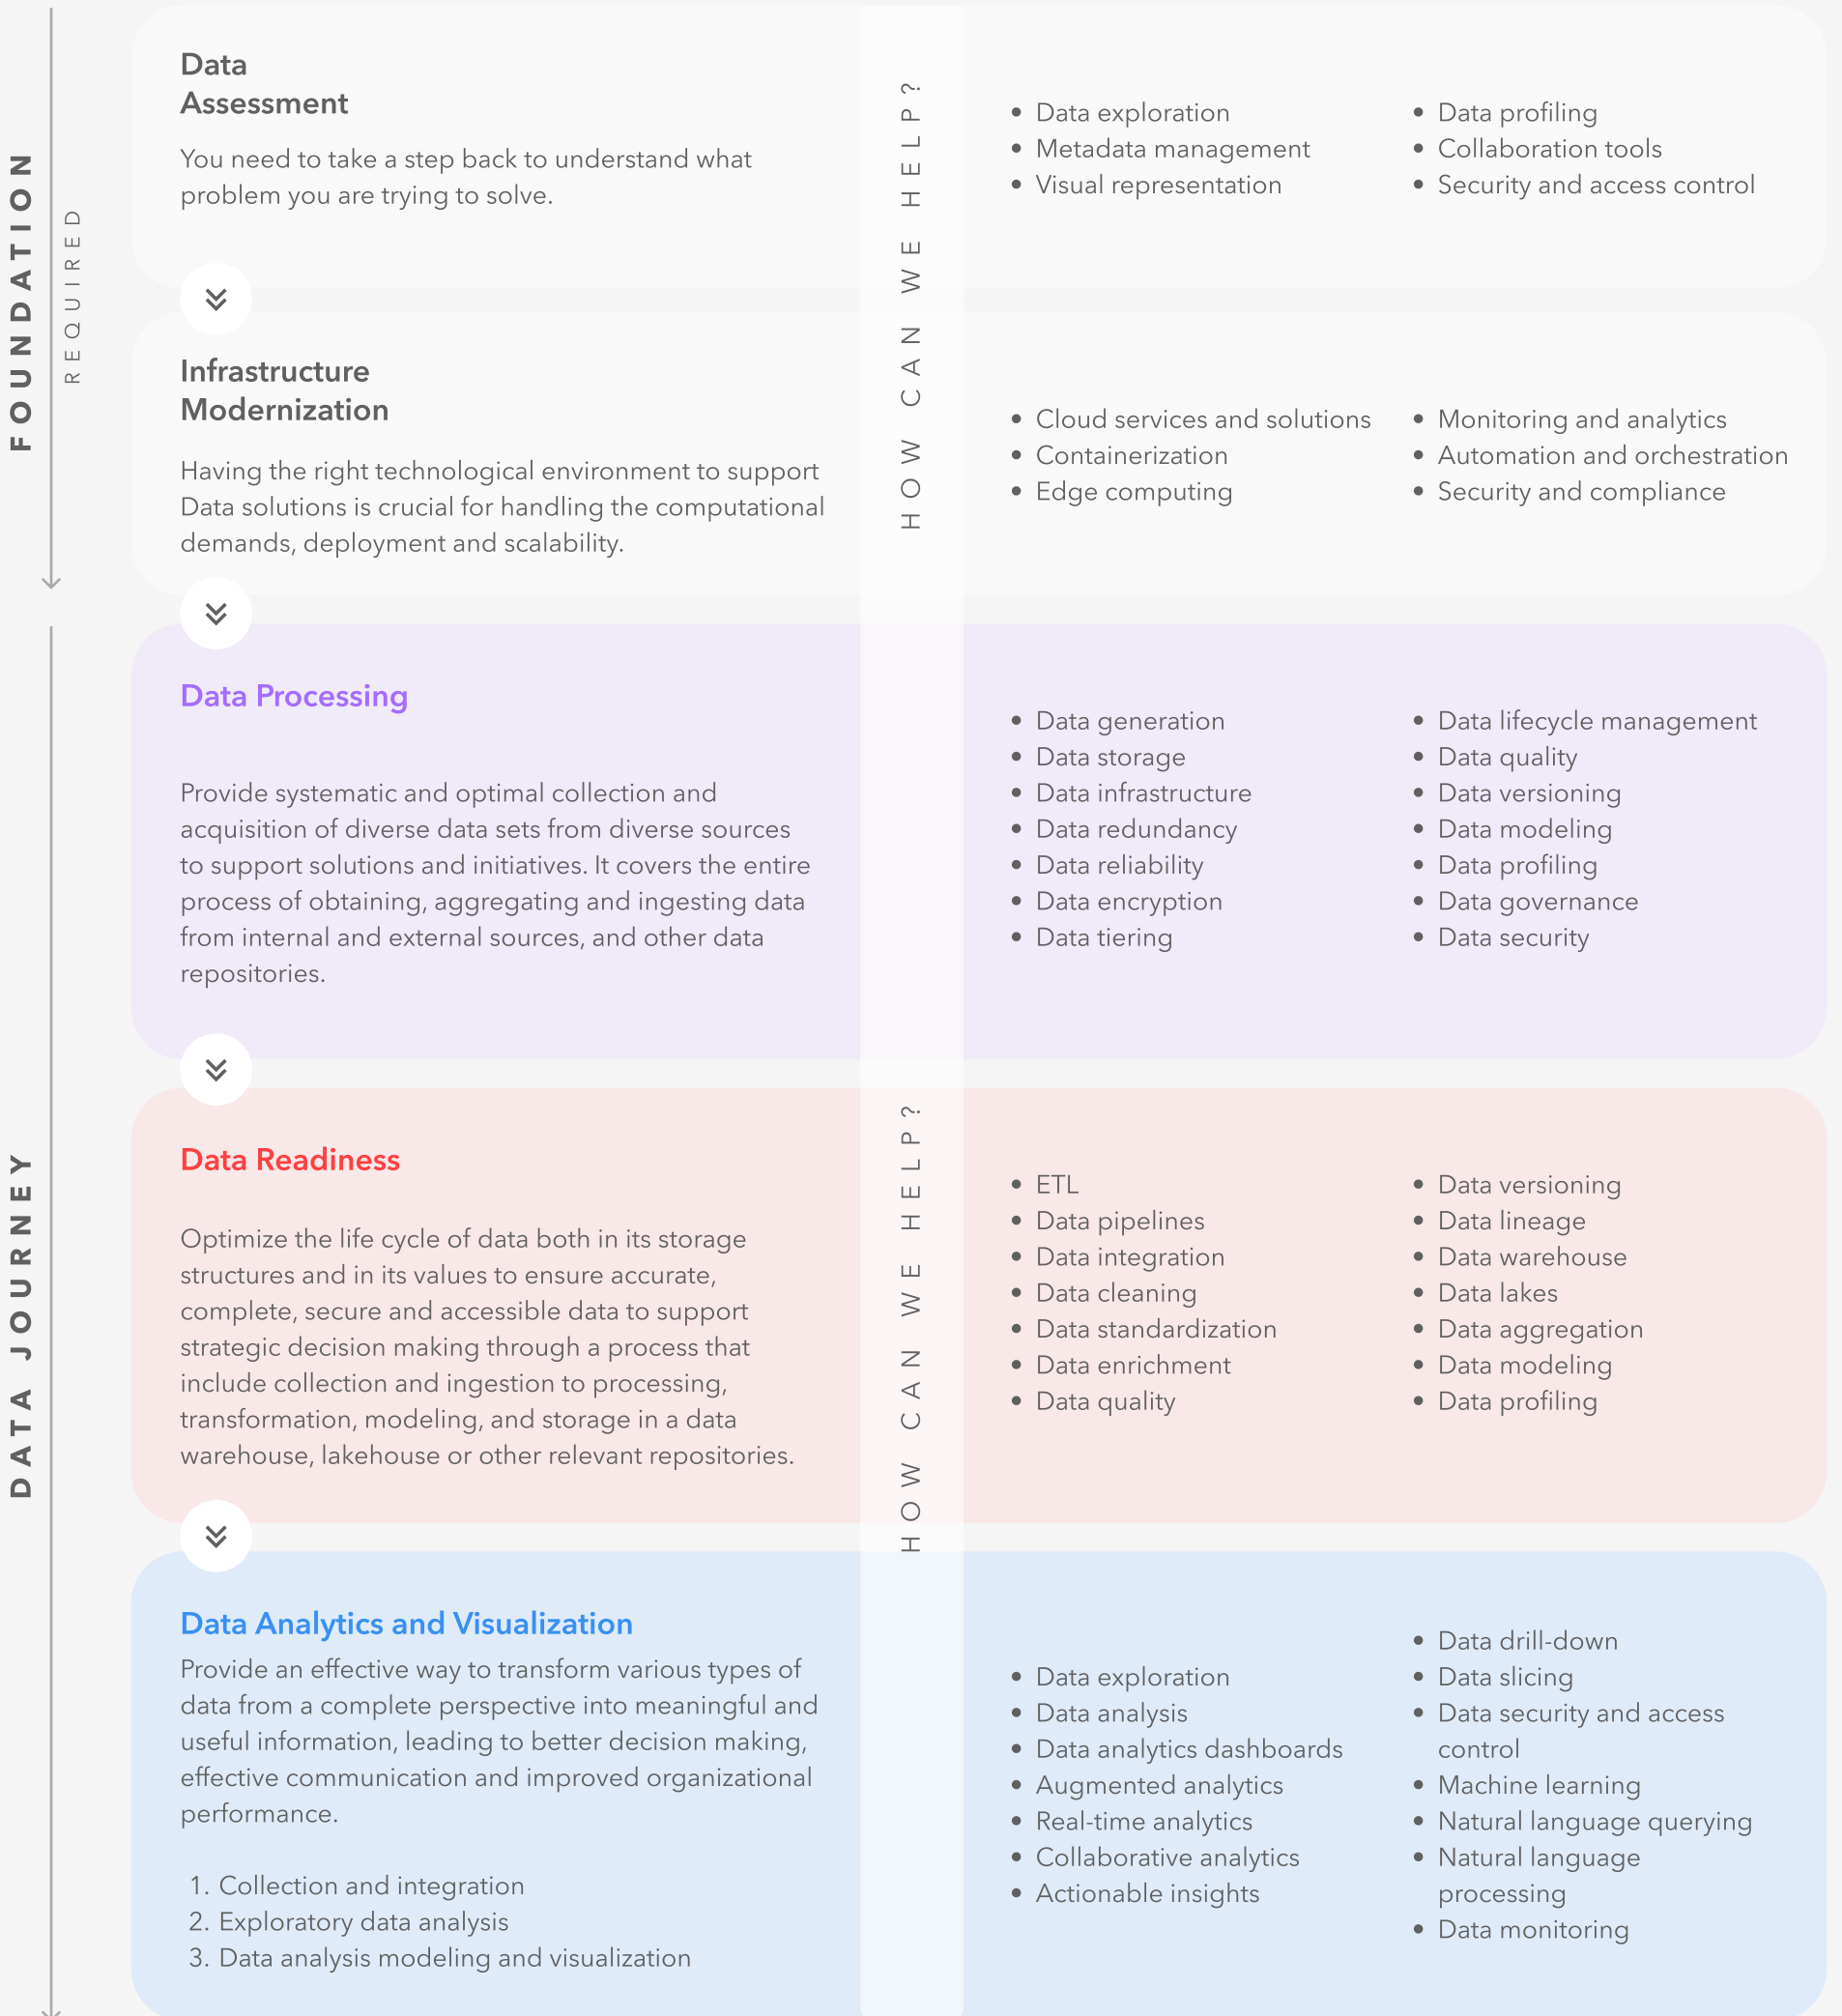 FOUNDATION
REQUIRED
Data
Assessment
You need to take a step back to understand what
problem you are trying to solve.
HOW CAN WE HELP?
• Data exploration
• Metadata management
• Visual representation
• Data profiling
• Collaboration tools
• Security and access control
Infrastructure
Modernization
Having the right technological environment to support
Data solutions is crucial for handling the computational
demands, deployment and scalability.
• Cloud services and solutions
• Containerization
• Edge computing
• Monitoring and analytics
• Automation and orchestration
• Security and compliance
DATA JOURNEY
Data Processing
Provide systematic and optimal collection and
acquisition of diverse data sets from diverse sources
to support solutions and initiatives. It covers the entire
process of obtaining, aggregating and ingesting data
from internal and external sources, and other data
repositories.
• Data generation
• Data storage
• Data infrastructure
• Data redundancy
• Data reliability
• Data encryption
• Data tiering
• Data lifecycle management
• Data quality
• Data versioning
• Data modeling
• Data profiling
• Data governance
• Data security
Data Readiness
Optimize the life cycle of data both in its storage
structures and in its values to ensure accurate,
complete, secure and accessible data to support
strategic decision making through a process that
include collection and ingestion to processing,
transformation, modeling, and storage in a data
warehouse, lakehouse or other relevant repositories.
HOW CAN WE HELP?
• ETL
• Data pipelines
• Data integration
• Data cleaning
• Data standardization
• Data enrichment
• Data quality
• Data versioning
• Data lineage
• Data warehouse
• Data lakes
• Data aggregation
• Data modeling
• Data profiling
Data Analytics and Visualization
Provide an effective way to transform various types of
data from a complete perspective into meaningful and
useful information, leading to better decision making,
effective communication and improved organizational
performance.
1. Collection and integration
2. Exploratory data analysis
3. Data analysis modeling and visualization
• Data exploration
• Data analysis
• Data analytics dashboards
• Augmented analytics
• Real-time analytics
• Collaborative analytics
• Actionable insights
• Data drill-down
• Data slicing
• Data security and access
control
• Machine learning
• Natural language querying
• Natural language
processing
• Data monitoring